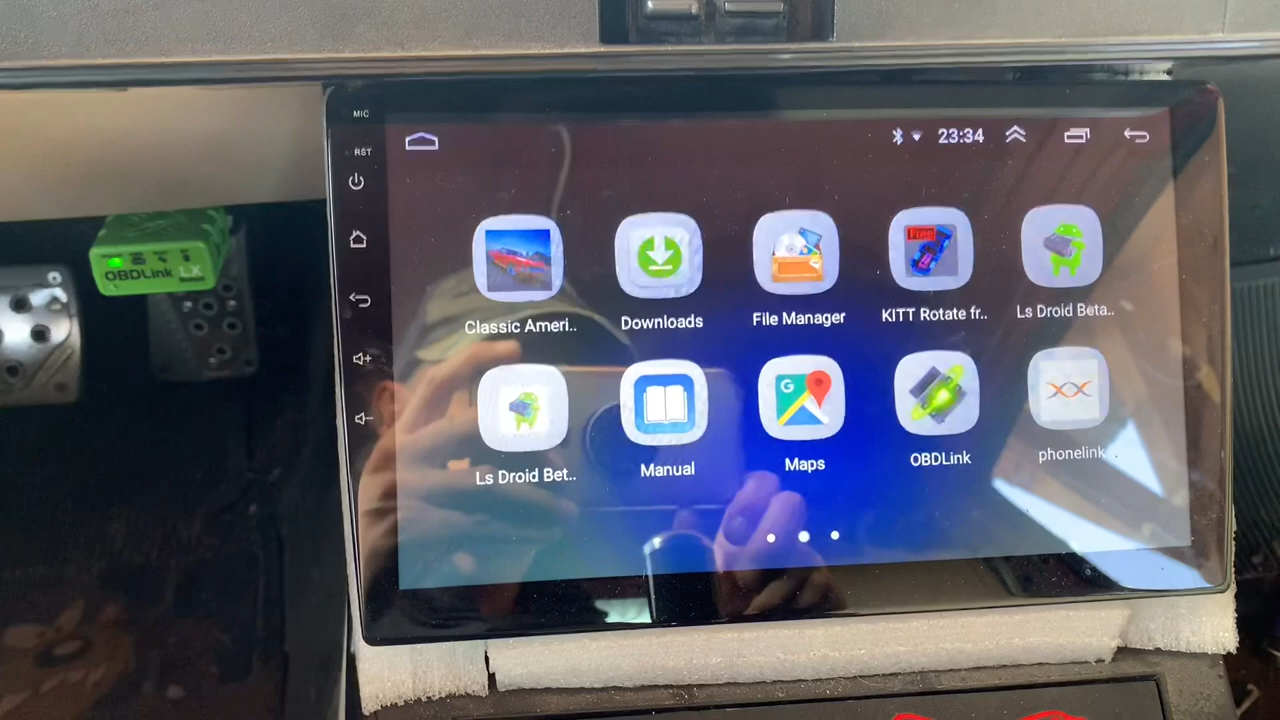 MIC
RST
23:34
OBDLink LX
Free
Classic Ameri..
Downloads
File Manager
KITT Rotate fr..
Ls Droid Beta..
G
Ls Droid Bet..
Manual
Maps
OBDLink
phonelink